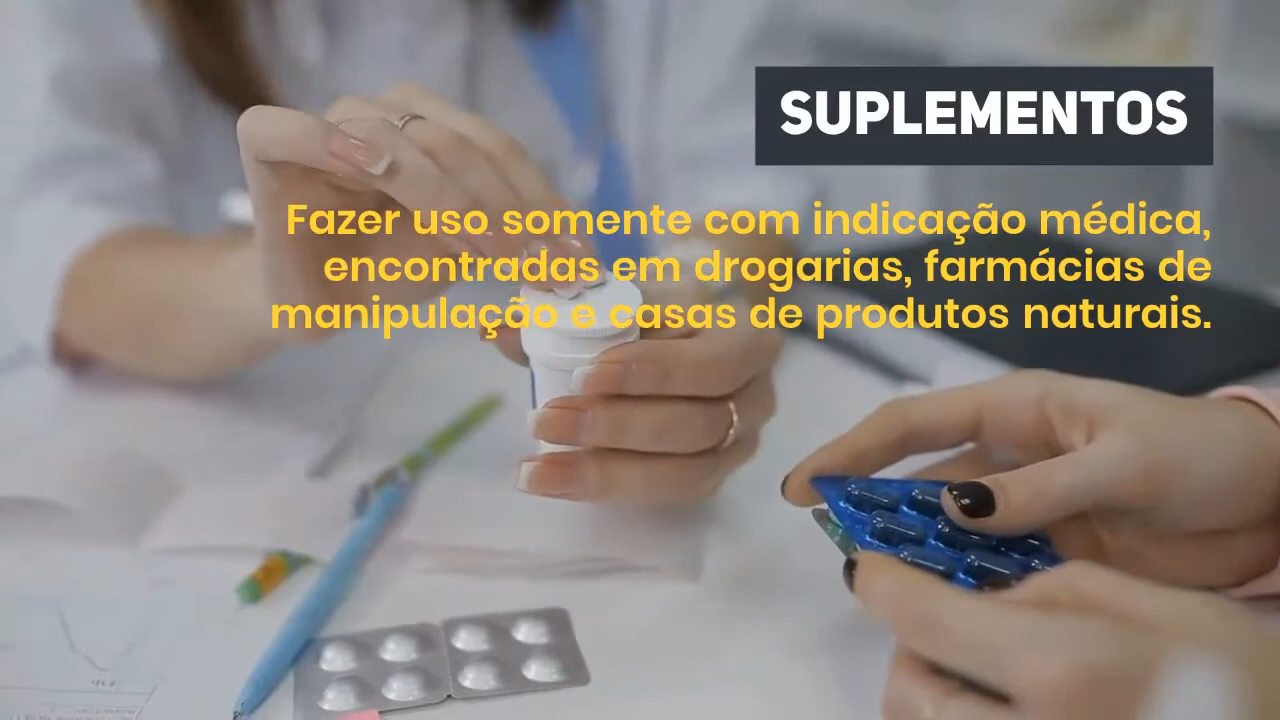 SUPLEMENTOS
Fazer uso somente com indicação médica,
encontradas em drogarias, farmácias de
manipulação e casas de produtos naturais.